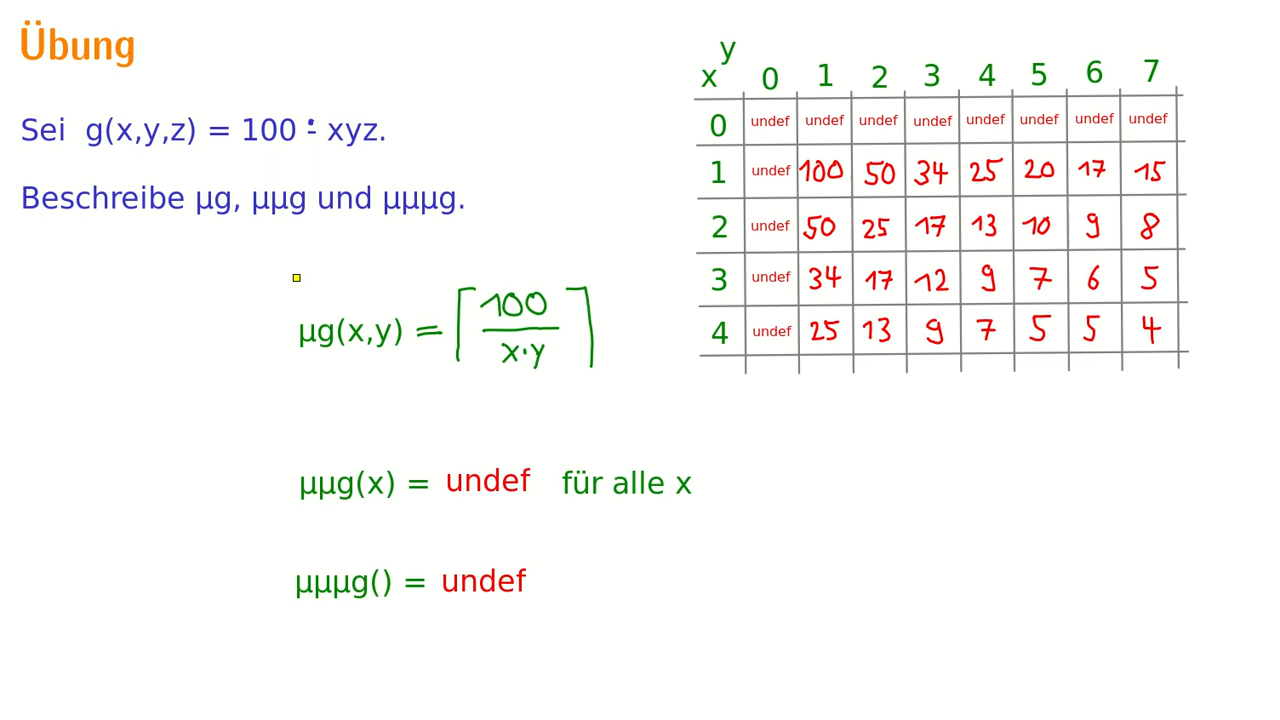 Übung
Sei g(x,y,z) = 100 ∸ xyz.
Beschreibe µg, µµg und µµµg.
µg(x,y) = ⌈100 / x·y⌉
µµg(x) = undef für alle x
µµµg() = undef
y
x 0 1 2 3 4 5 6 7
0 undef undef undef undef undef undef undef undef
1 undef 100 50 34 25 20 17 15
2 undef 50 25 17 13 10 9 8
3 undef 34 17 12 9 7 6 5
4 undef 25 13 9 7 5 5 4